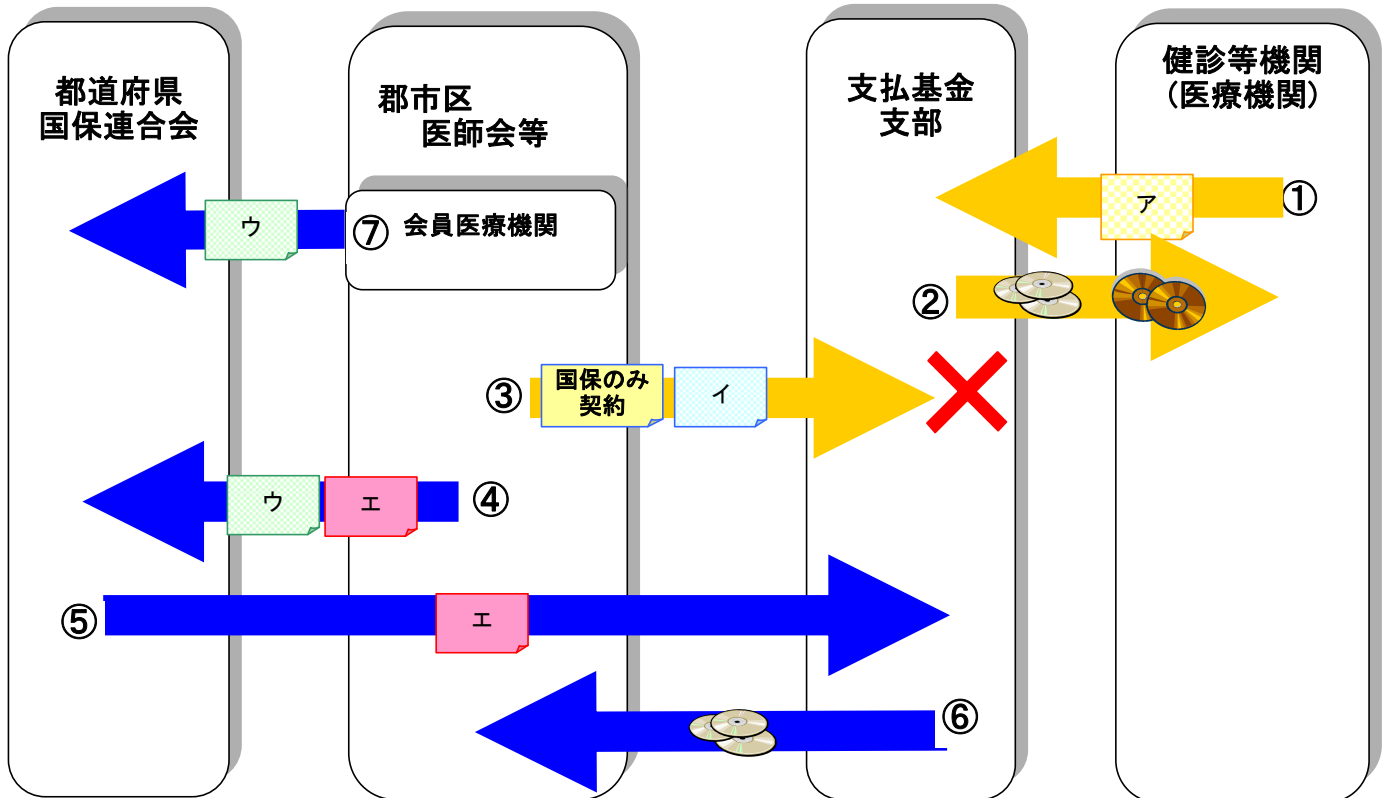 都道府県
国保連合会
郡市区
医師会等
支払基金
支部
健診等機関
(医療機関)
①
ア
ウ
⑦
会員医療機関
②
③
国保のみ
契約
イ
ウ
エ
④
⑤
エ
⑥